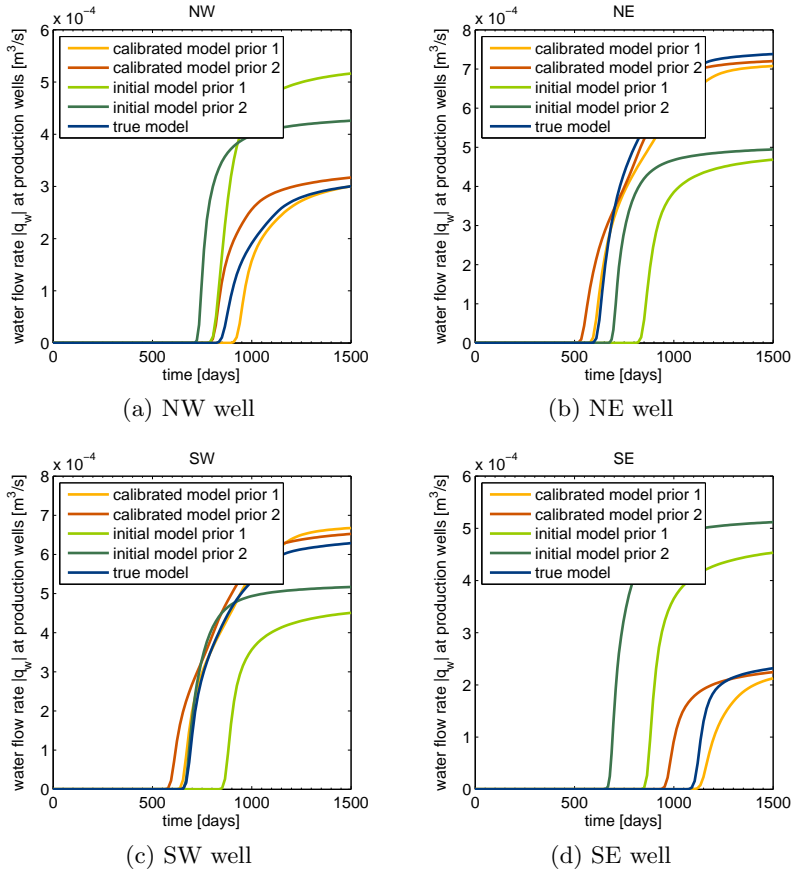 NW
x 10⁻⁴
6
5
4
3
2
1
0
water flow rate |q_w| at production wells [m³/s]
calibrated model prior 1
calibrated model prior 2
initial model prior 1
initial model prior 2
true model
0 500 1000 1500
time [days]
(a) NW well
NE
x 10⁻⁴
8
7
6
5
4
3
2
1
0
water flow rate |q_w| at production wells [m³/s]
calibrated model prior 1
calibrated model prior 2
initial model prior 1
initial model prior 2
true model
0 500 1000 1500
time [days]
(b) NE well
SW
x 10⁻⁴
8
7
6
5
4
3
2
1
0
water flow rate |q_w| at production wells [m³/s]
calibrated model prior 1
calibrated model prior 2
initial model prior 1
initial model prior 2
true model
0 500 1000 1500
time [days]
(c) SW well
SE
x 10⁻⁴
6
5
4
3
2
1
0
water flow rate |q_w| at production wells [m³/s]
calibrated model prior 1
calibrated model prior 2
initial model prior 1
initial model prior 2
true model
0 500 1000 1500
time [days]
(d) SE well